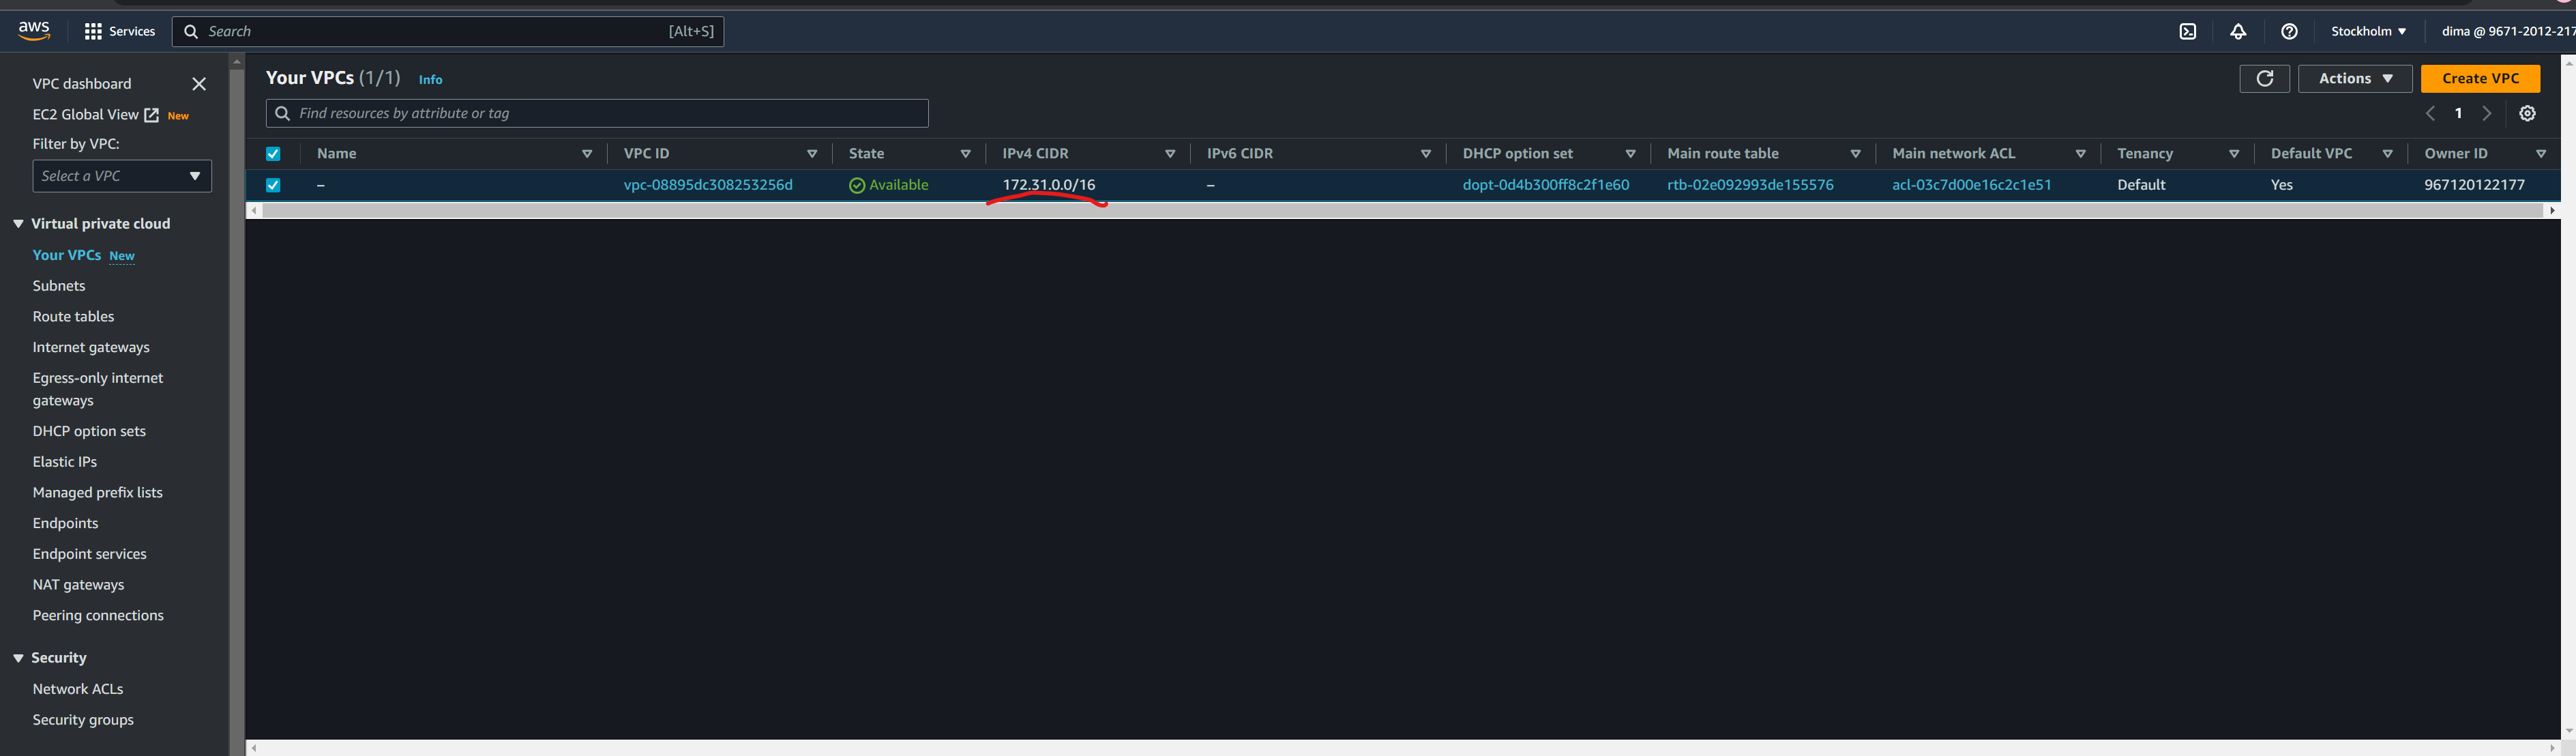 aws Services Search [Alt+S] Stockholm dima @ 9671-2012-217
VPC dashboard
EC2 Global View New
Filter by VPC:
Select a VPC
Virtual private cloud
Your VPCs New
Subnets
Route tables
Internet gateways
Egress-only internet
gateways
DHCP option sets
Elastic IPs
Managed prefix lists
Endpoints
Endpoint services
NAT gateways
Peering connections
Security
Network ACLs
Security groups
Your VPCs (1/1) Info
Actions Create VPC
Find resources by attribute or tag
1
Name VPC ID State IPv4 CIDR IPv6 CIDR DHCP option set Main route table Main network ACL Tenancy Default VPC Owner ID
– vpc-08895dc308253256d Available 172.31.0.0/16 – dopt-0d4b300ff8c2f1e60 rtb-02e092993de155576 acl-03c7d00e16c2c1e51 Default Yes 967120122177